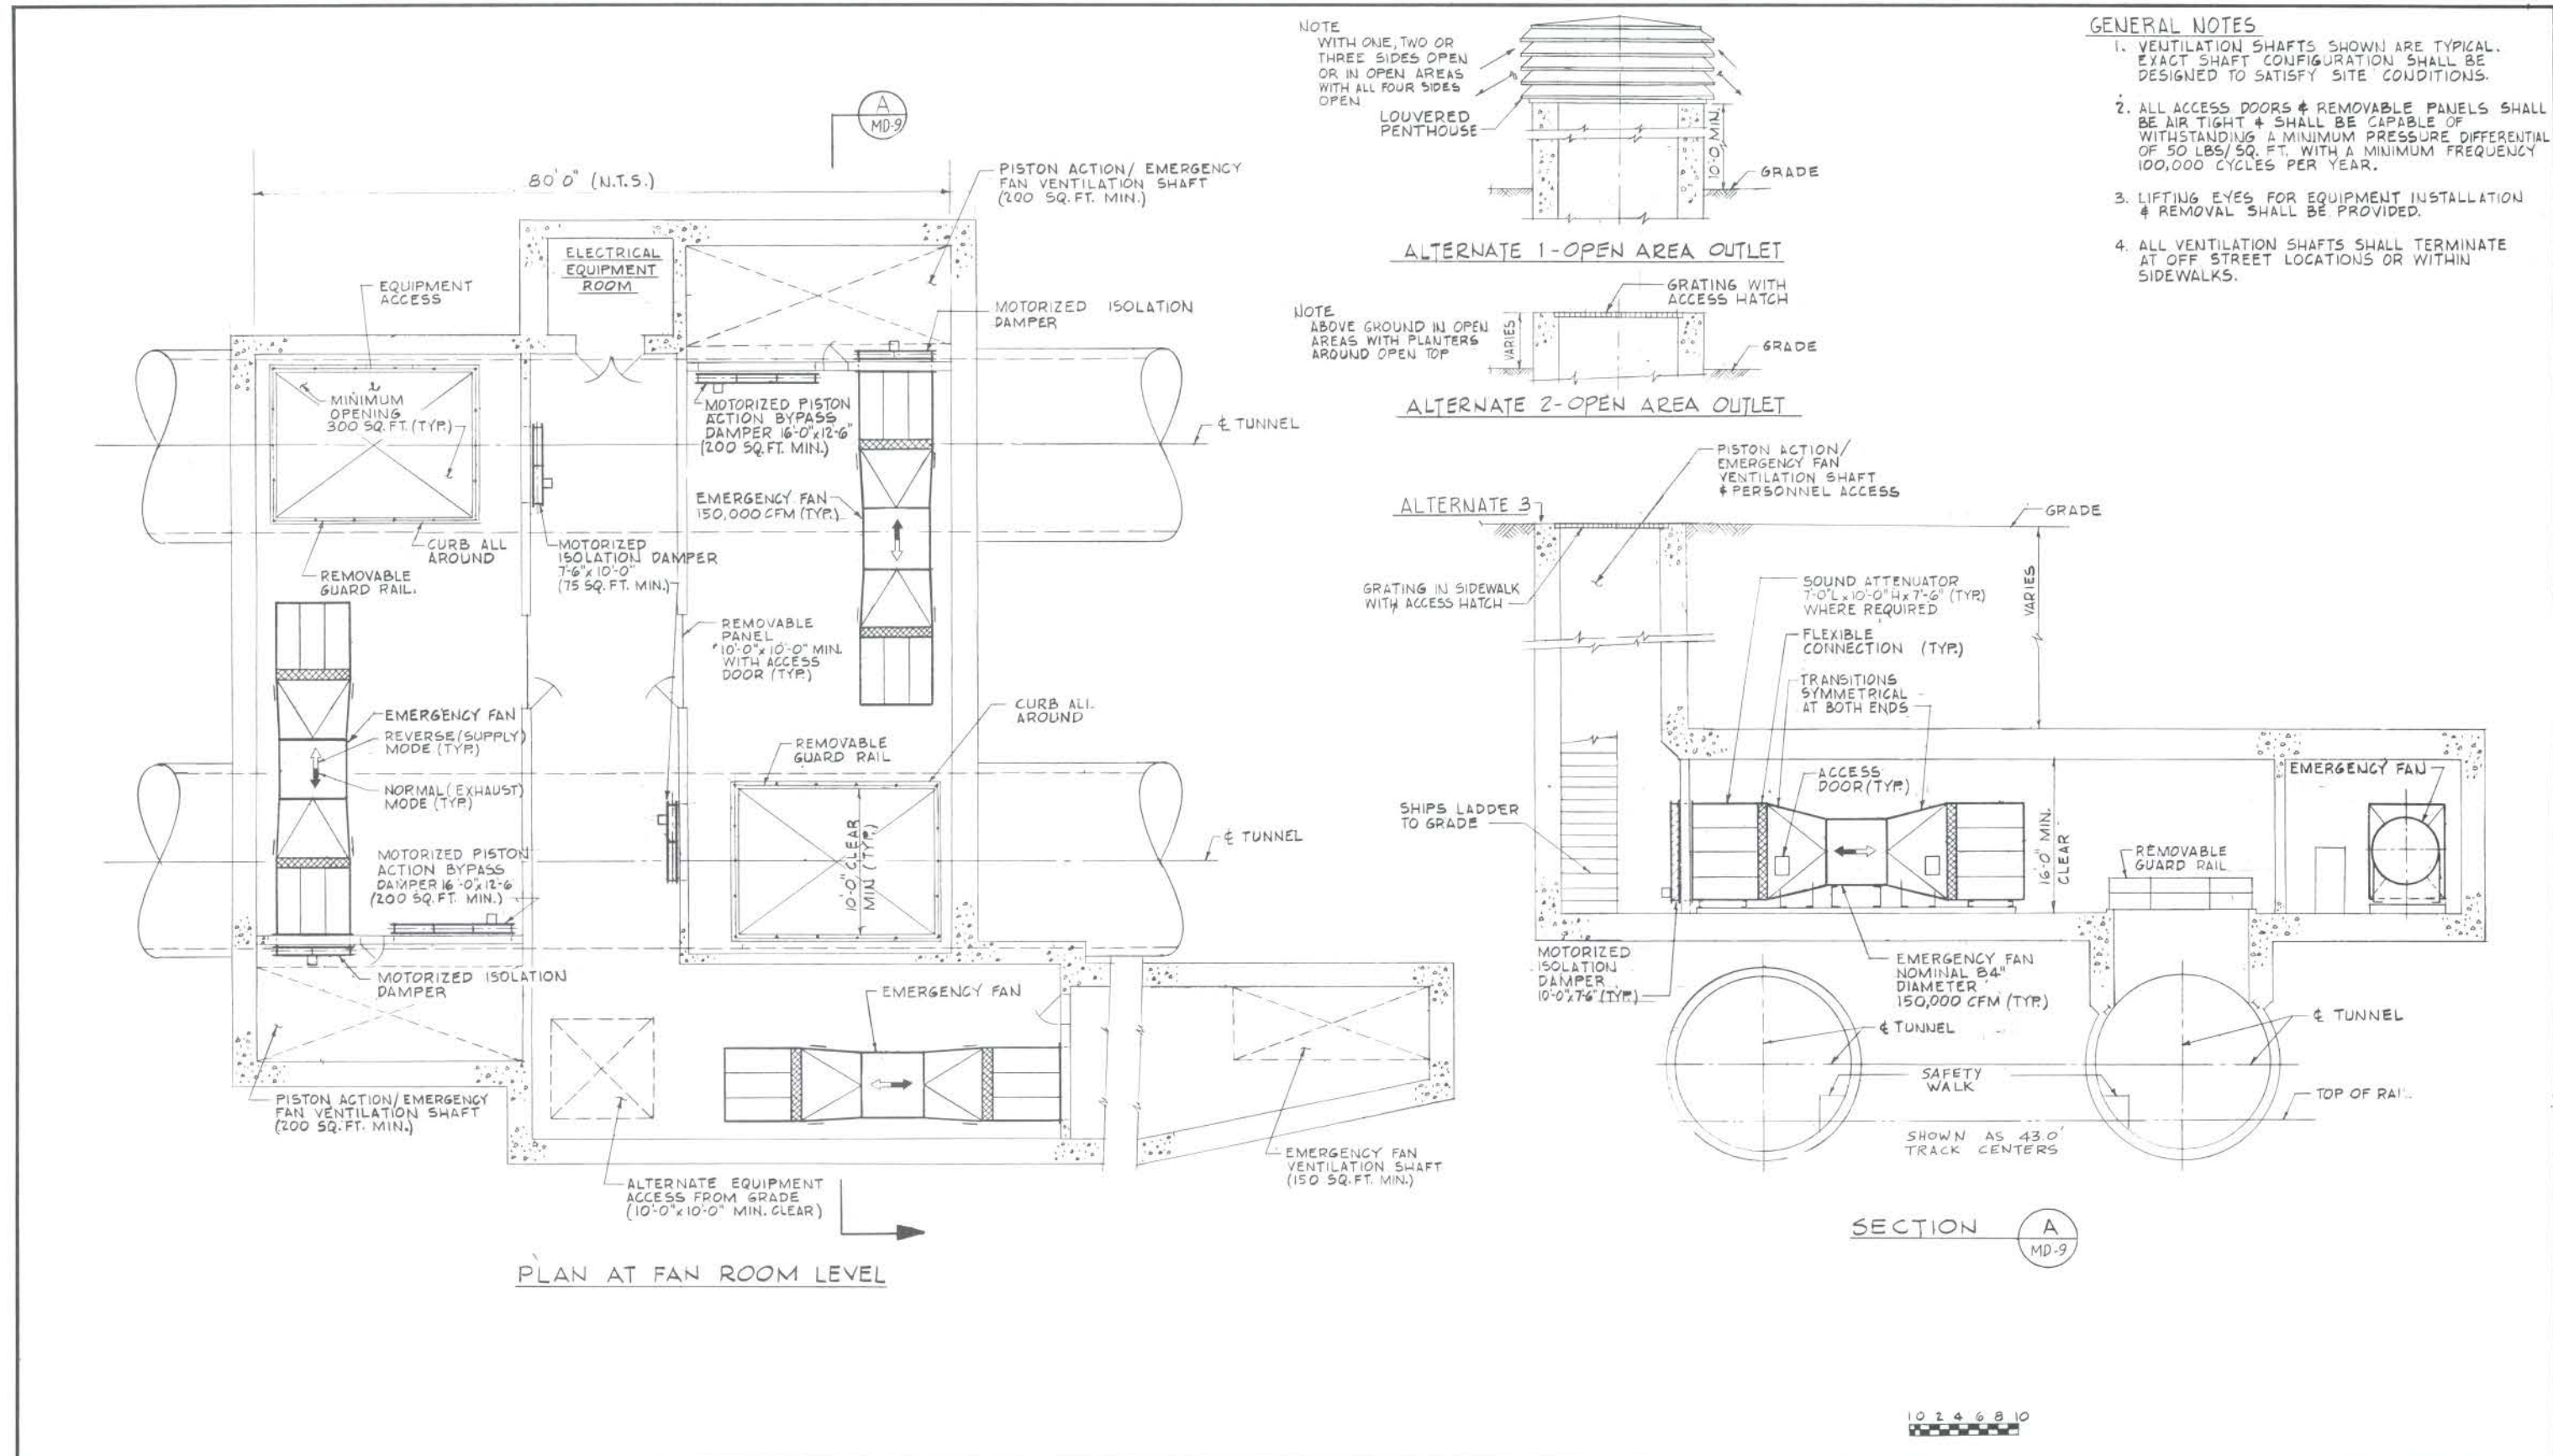 A
MD-9
80'0" (N.T.S.)
PISTON ACTION/ EMERGENCY
FAN VENTILATION SHAFT
(200 SQ. FT. MIN.)
ELECTRICAL
EQUIPMENT
ROOM
EQUIPMENT
ACCESS
MOTORIZED ISOLATION
DAMPER
MINIMUM
OPENING
300 SQ. FT. (TYP.)
MOTORIZED PISTON
ACTION BYPASS
DAMPER 16'-0"x12'-6"
(200 SQ. FT. MIN.)
℄ TUNNEL
EMERGENCY FAN
150,000 CFM (TYP.)
CURB ALL
AROUND
MOTORIZED
ISOLATION DAMPER
7'-6" x 10'-0"
(75 SQ. FT. MIN.)
REMOVABLE
GUARD RAIL.
REMOVABLE
PANEL
10'-0" x 10'-0" MIN.
WITH ACCESS
DOOR (TYP.)
CURB ALL
AROUND
EMERGENCY FAN
REVERSE (SUPPLY)
MODE (TYP.)
NORMAL (EXHAUST)
MODE (TYP.)
REMOVABLE
GUARD RAIL
10'-0" CLEAR
MIN (TYP.)
℄ TUNNEL
MOTORIZED PISTON
ACTION BYPASS
DAMPER 16'-0"x12'-6
(200 SQ. FT. MIN.)
MOTORIZED ISOLATION
DAMPER
EMERGENCY FAN
PISTON ACTION/EMERGENCY
FAN VENTILATION SHAFT
(200 SQ. FT. MIN.)
ALTERNATE EQUIPMENT
ACCESS FROM GRADE
(10'-0"x10'-0" MIN. CLEAR)
EMERGENCY FAN
VENTILATION SHAFT
(150 SQ. FT. MIN.)
PLAN AT FAN ROOM LEVEL
NOTE
WITH ONE, TWO OR
THREE SIDES OPEN
OR IN OPEN AREAS
WITH ALL FOUR SIDES
OPEN
LOUVERED
PENTHOUSE
10'-0" MIN.
GRADE
ALTERNATE 1-OPEN AREA OUTLET
GRATING WITH
ACCESS HATCH
NOTE
ABOVE GROUND IN OPEN
AREAS WITH PLANTERS
AROUND OPEN TOP
VARIES
GRADE
ALTERNATE 2-OPEN AREA OUTLET
PISTON ACTION/
EMERGENCY FAN
VENTILATION SHAFT
& PERSONNEL ACCESS
ALTERNATE 3
GRADE
GRATING IN SIDEWALK
WITH ACCESS HATCH
SOUND ATTENUATOR
7'-0"L x 10'-0"H x 7'-6" (TYP.)
WHERE REQUIRED
VARIES
FLEXIBLE
CONNECTION (TYP.)
TRANSITIONS
SYMMETRICAL
AT BOTH ENDS
ACCESS
DOOR (TYP.)
EMERGENCY FAN
SHIPS LADDER
TO GRADE
16'-0" MIN.
CLEAR
REMOVABLE
GUARD RAIL
MOTORIZED
ISOLATION
DAMPER
10'-0"x7'-6" (TYP.)
EMERGENCY FAN
NOMINAL 84"
DIAMETER
150,000 CFM (TYP.)
℄ TUNNEL
℄ TUNNEL
SAFETY
WALK
TOP OF RAIL
SHOWN AS 43.0'
TRACK CENTERS
SECTION
A
MD-9
GENERAL NOTES
1. VENTILATION SHAFTS SHOWN ARE TYPICAL.
EXACT SHAFT CONFIGURATION SHALL BE
DESIGNED TO SATISFY SITE CONDITIONS.
2. ALL ACCESS DOORS & REMOVABLE PANELS SHALL
BE AIR TIGHT & SHALL BE CAPABLE OF
WITHSTANDING A MINIMUM PRESSURE DIFFERENTIAL
OF 50 LBS/SQ. FT. WITH A MINIMUM FREQUENCY
100,000 CYCLES PER YEAR.
3. LIFTING EYES FOR EQUIPMENT INSTALLATION
& REMOVAL SHALL BE PROVIDED.
4. ALL VENTILATION SHAFTS SHALL TERMINATE
AT OFF STREET LOCATIONS OR WITHIN
SIDEWALKS.
1 0 2 4 6 8 10